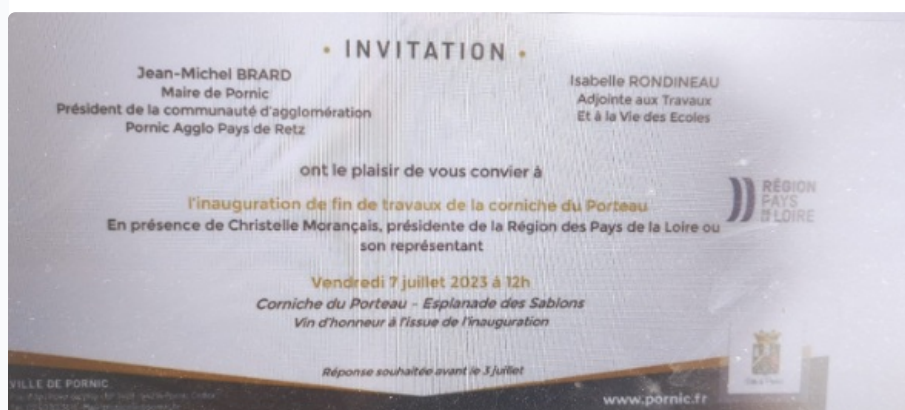 • INVITATION •
Jean-Michel BRARD
Maire de Pornic
Président de la communauté d'agglomération
Pornic Agglo Pays de Retz
Isabelle RONDINEAU
Adjointe aux Travaux
Et à la Vie des Ecoles
ont le plaisir de vous convier à
l'inauguration de fin de travaux de la corniche du Porteau
En présence de Christelle Morançais, présidente de la Région des Pays de la Loire ou
son représentant
RÉGION
PAYS
DE LA LOIRE
Vendredi 7 juillet 2023 à 12h
Corniche du Porteau - Esplanade des Sablons
Vin d'honneur à l'issue de l'inauguration
Réponse souhaitée avant le 3 juillet
VILLE DE PORNIC
www.pornic.fr